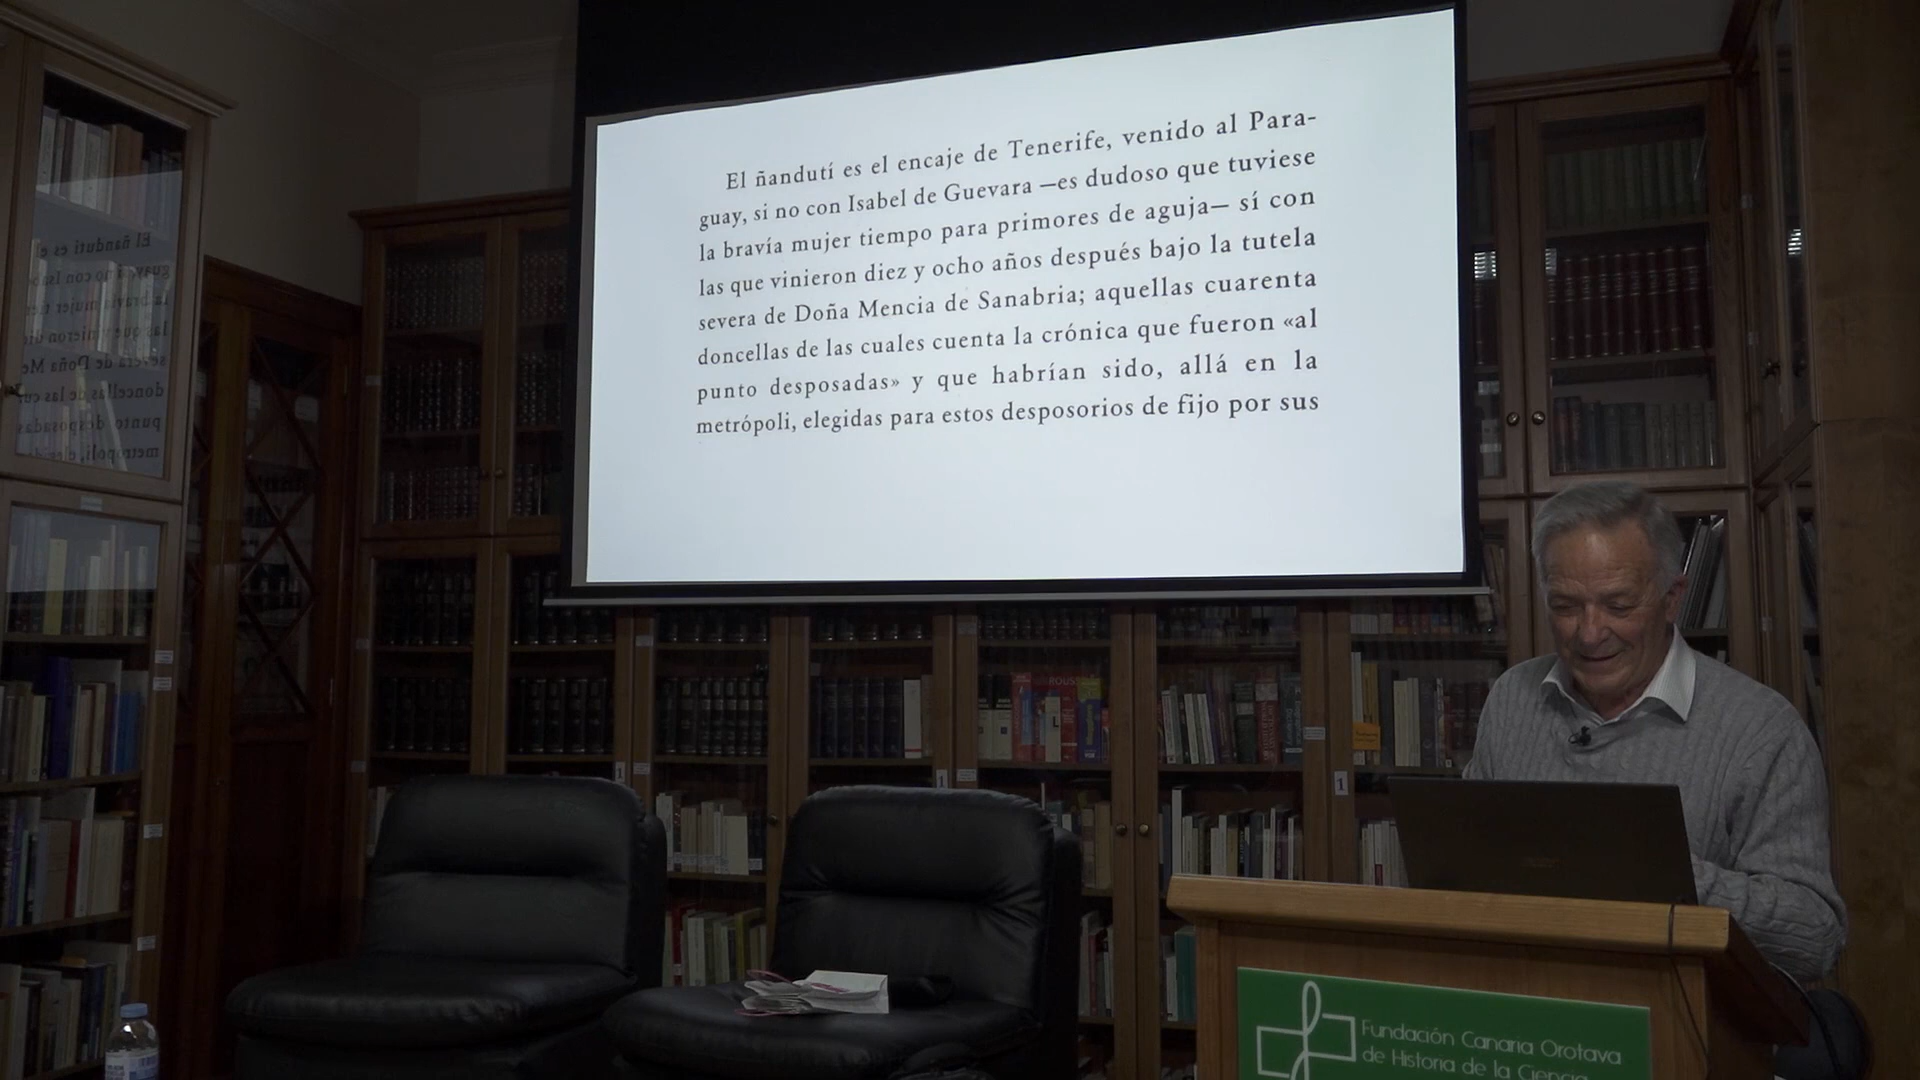 El ñandutí es el encaje de Tenerife, venido al Para-
guay, si no con Isabel de Guevara —es dudoso que tuviese
la bravía mujer tiempo para primores de aguja— sí con
las que vinieron diez y ocho años después bajo la tutela
severa de Doña Mencia de Sanabria; aquellas cuarenta
doncellas de las cuales cuenta la crónica que fueron «al
punto desposadas» y que habrían sido, allá en la
metrópoli, elegidas para estos desposorios de fijo por sus
Fundación Canaria Orotava
de Historia de la Ciencia